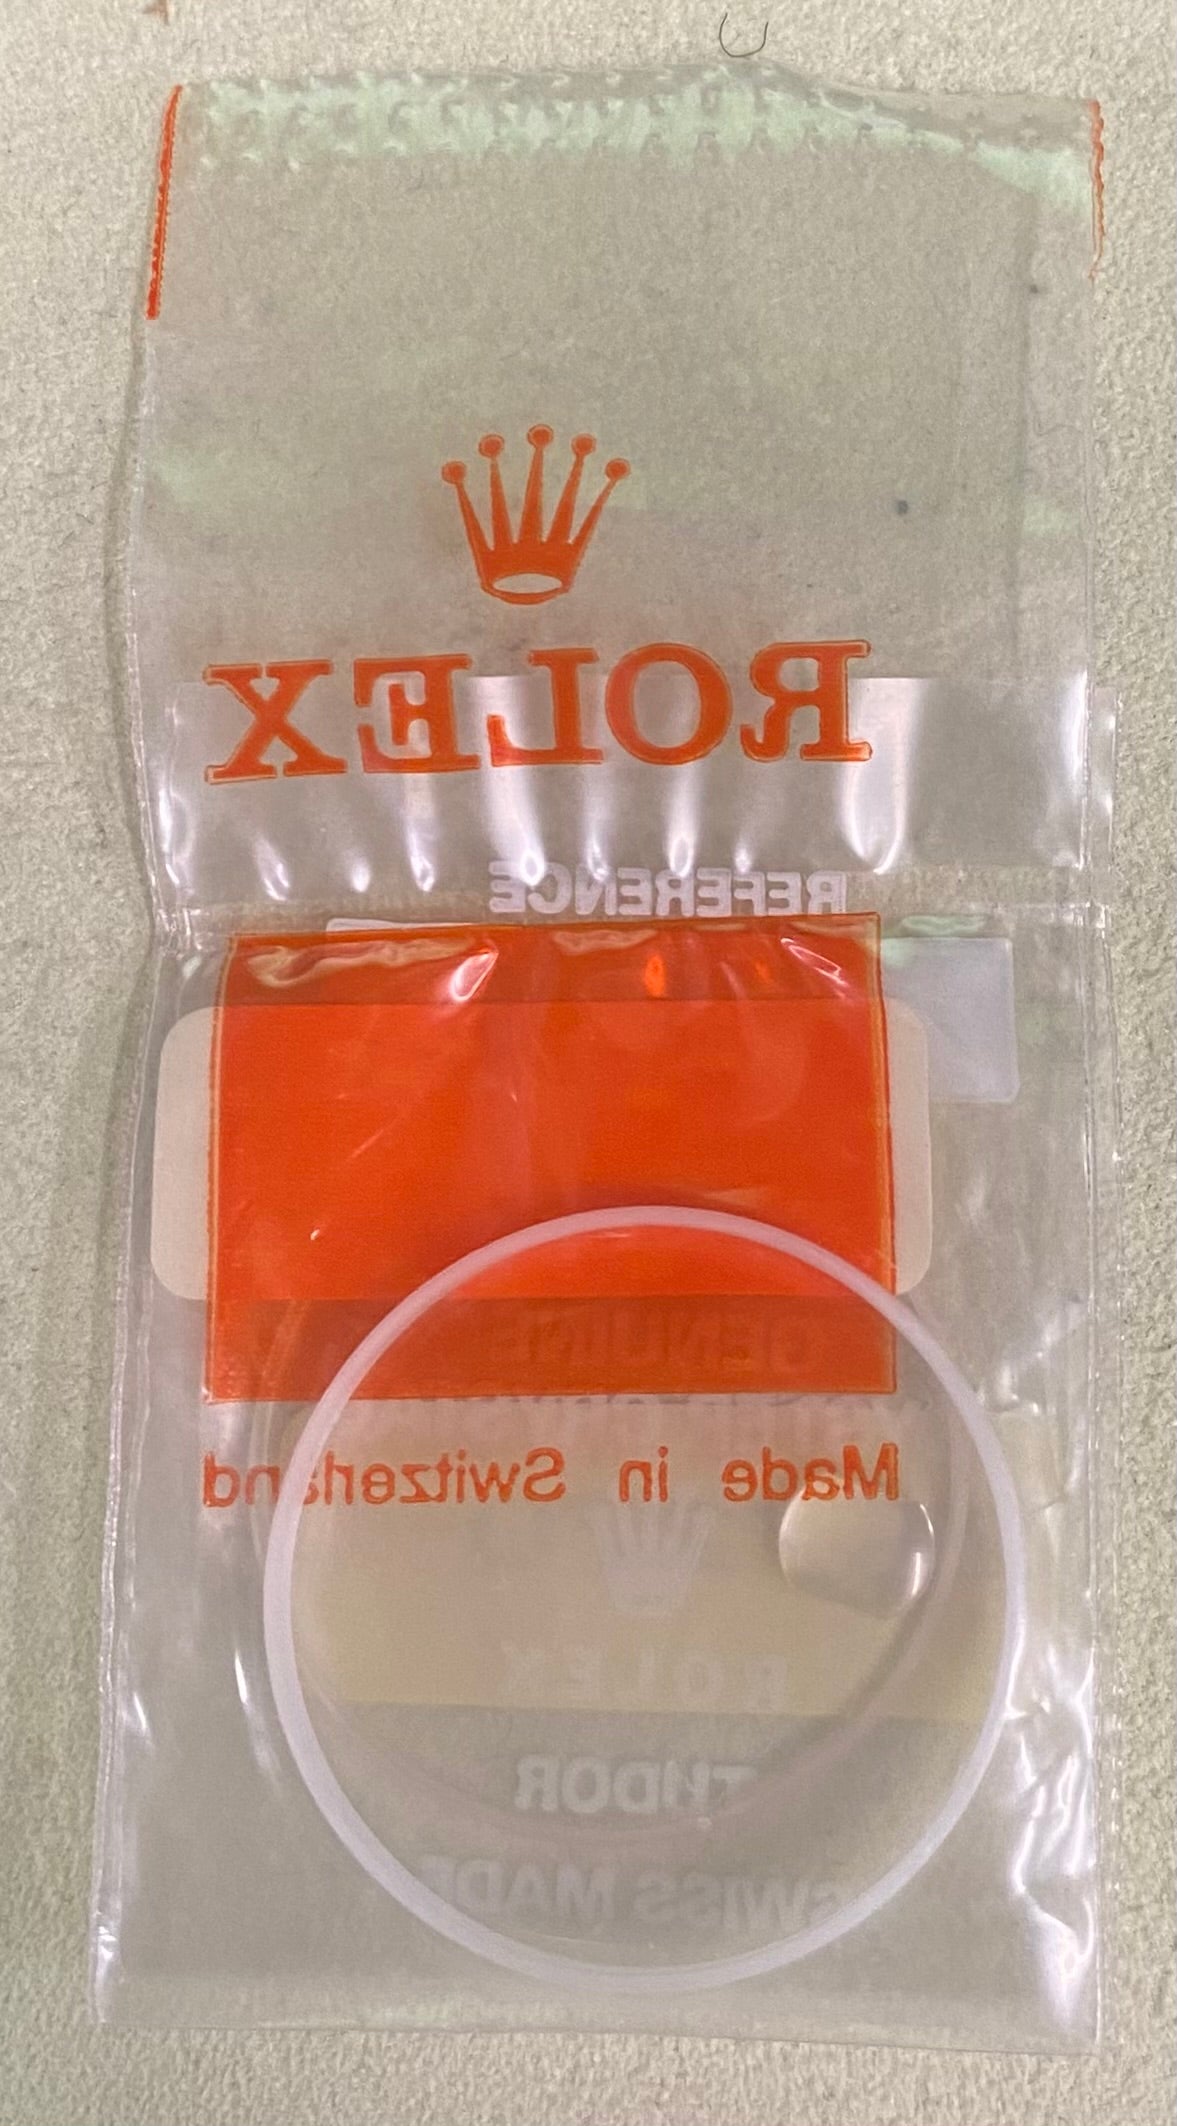 ROLEX
REFERENCE
GENUINE
Made in Switzerland
ROLEX
TUDOR
SWISS MADE